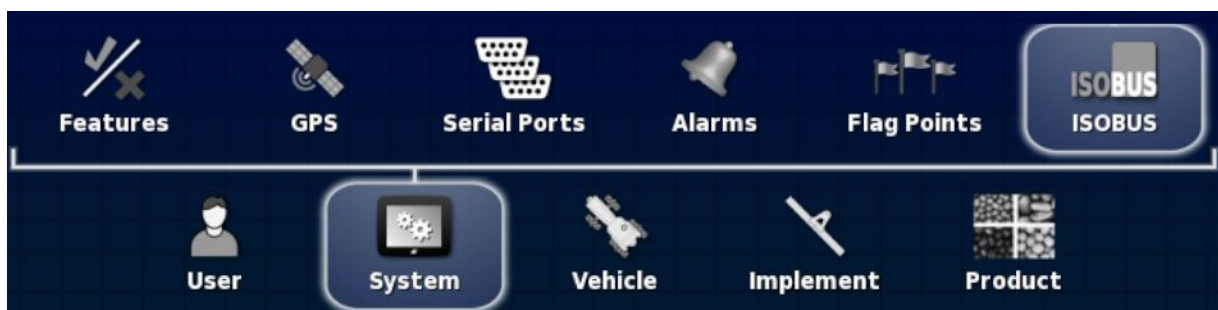 ISOBUS
Features GPS Serial Ports Alarms Flag Points ISOBUS
User System Vehicle Implement Product